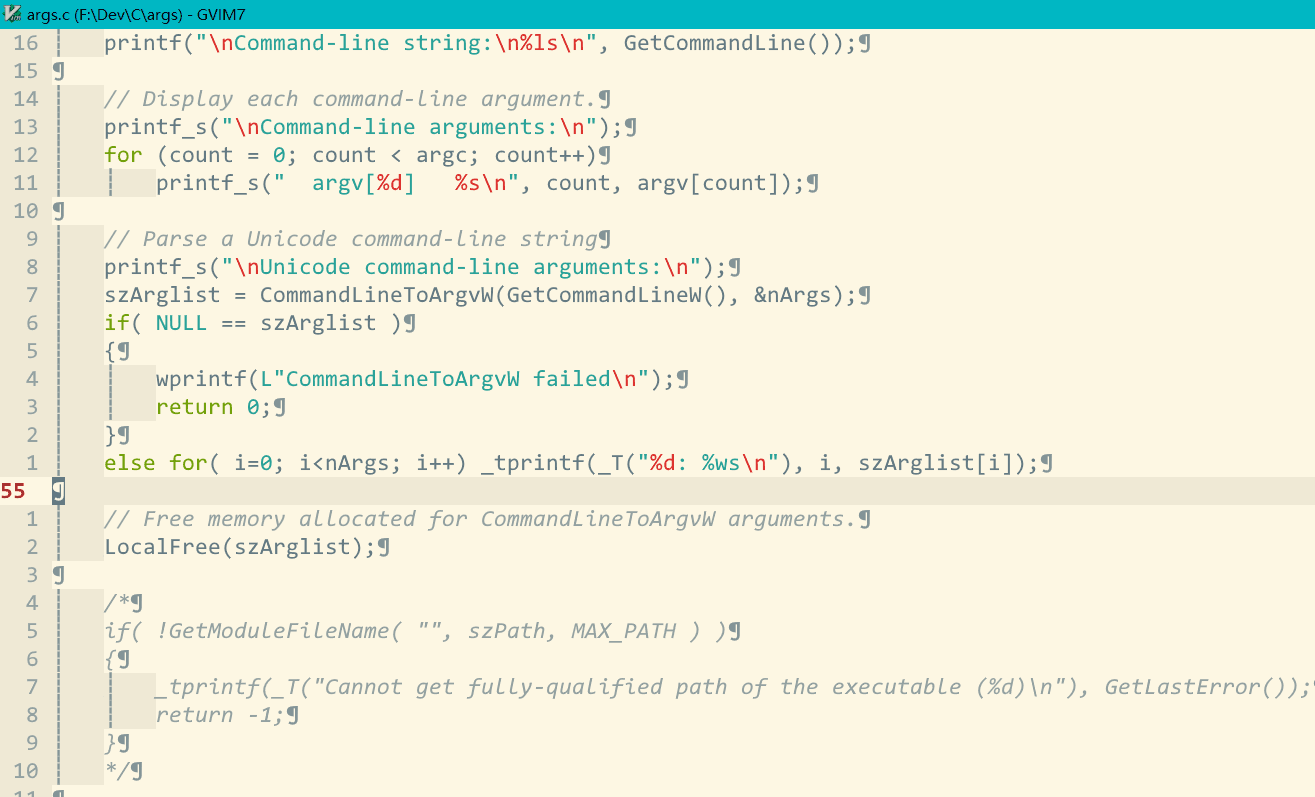 args.c (F:\Dev\C\args) - GVIM7
16 printf("\nCommand-line string:\n%ls\n", GetCommandLine());¶
15 ¶
14 // Display each command-line argument.¶
13 printf_s("\nCommand-line arguments:\n");¶
12 for (count = 0; count < argc; count++)¶
11 printf_s("  argv[%d]   %s\n", count, argv[count]);¶
10 ¶
9 // Parse a Unicode command-line string¶
8 printf_s("\nUnicode command-line arguments:\n");¶
7 szArglist = CommandLineToArgvW(GetCommandLineW(), &nArgs);¶
6 if( NULL == szArglist )¶
5 {¶
4 wprintf(L"CommandLineToArgvW failed\n");¶
3 return 0;¶
2 }¶
1 else for( i=0; i<nArgs; i++) _tprintf(_T("%d: %ws\n"), i, szArglist[i]);¶
55 ¶
1 // Free memory allocated for CommandLineToArgvW arguments.¶
2 LocalFree(szArglist);¶
3 ¶
4 /*¶
5 if( !GetModuleFileName( "", szPath, MAX_PATH ) )¶
6 {¶
7 _tprintf(_T("Cannot get fully-qualified path of the executable (%d)\n"), GetLastError());¶
8 return -1;¶
9 }¶
10 */¶
11 ¶